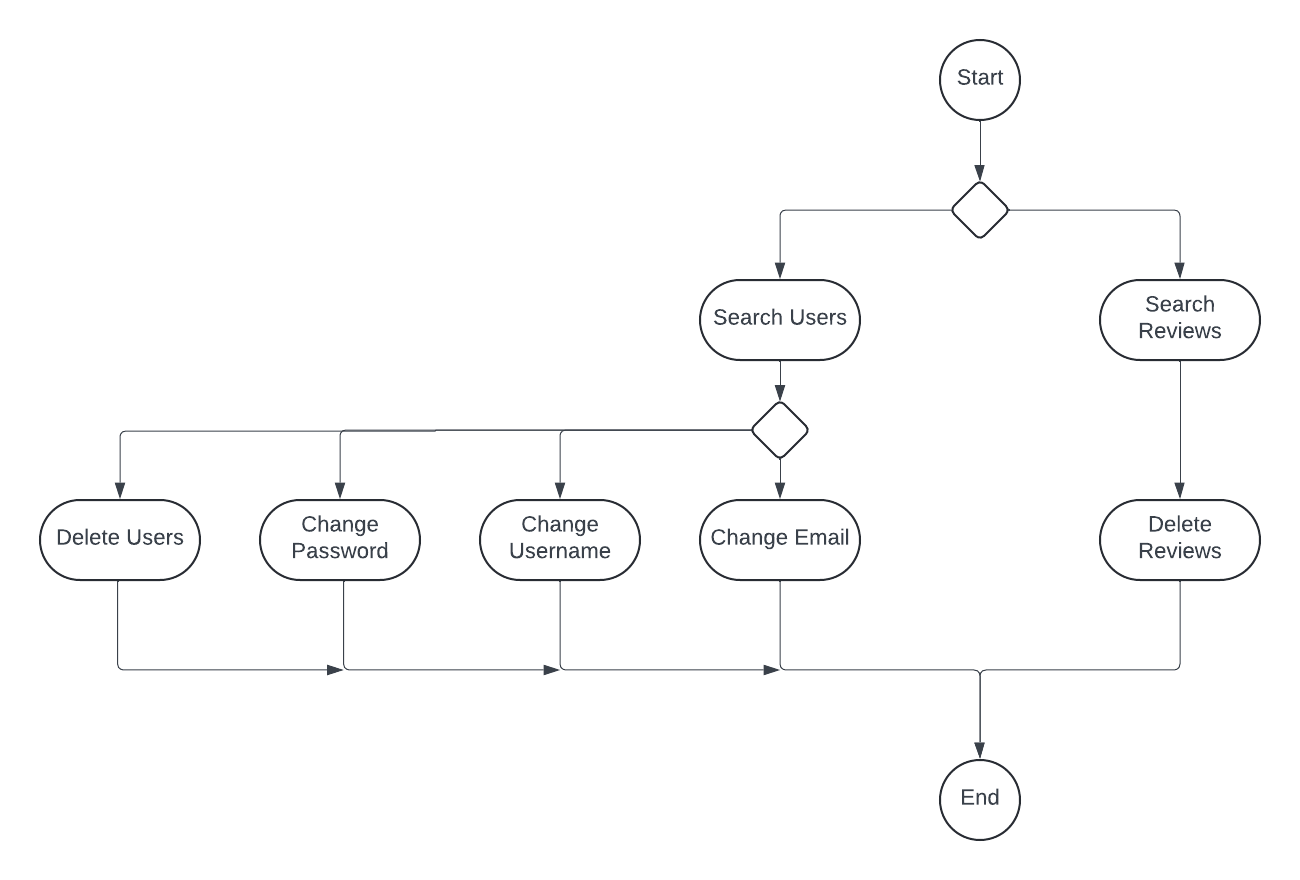 Start
Search Users
Search
Reviews
Delete Users
Change
Password
Change
Username
Change Email
Delete
Reviews
End